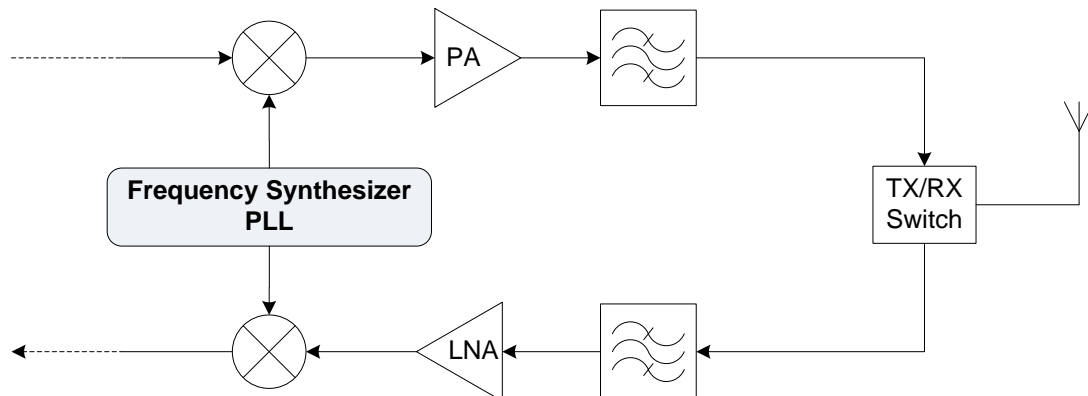 PA
Frequency Synthesizer
PLL
TX/RX
Switch
LNA